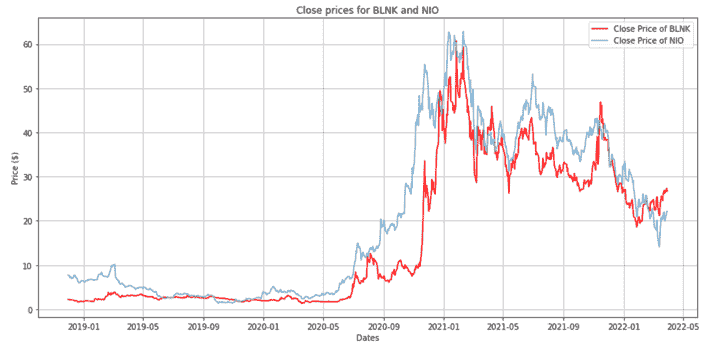 Close prices for BLNK and NIO
Close Price of BLNK
Close Price of NIO
60
50
40
30
20
10
0
Price ($)
2019-01 2019-05 2019-09 2020-01 2020-05 2020-09 2021-01 2021-05 2021-09 2022-01 2022-05
Dates